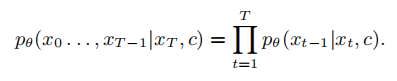 p_θ(x_0 ..., x_{T−1}|x_T, c) = ∏_{t=1}^{T} p_θ(x_{t−1}|x_t, c).